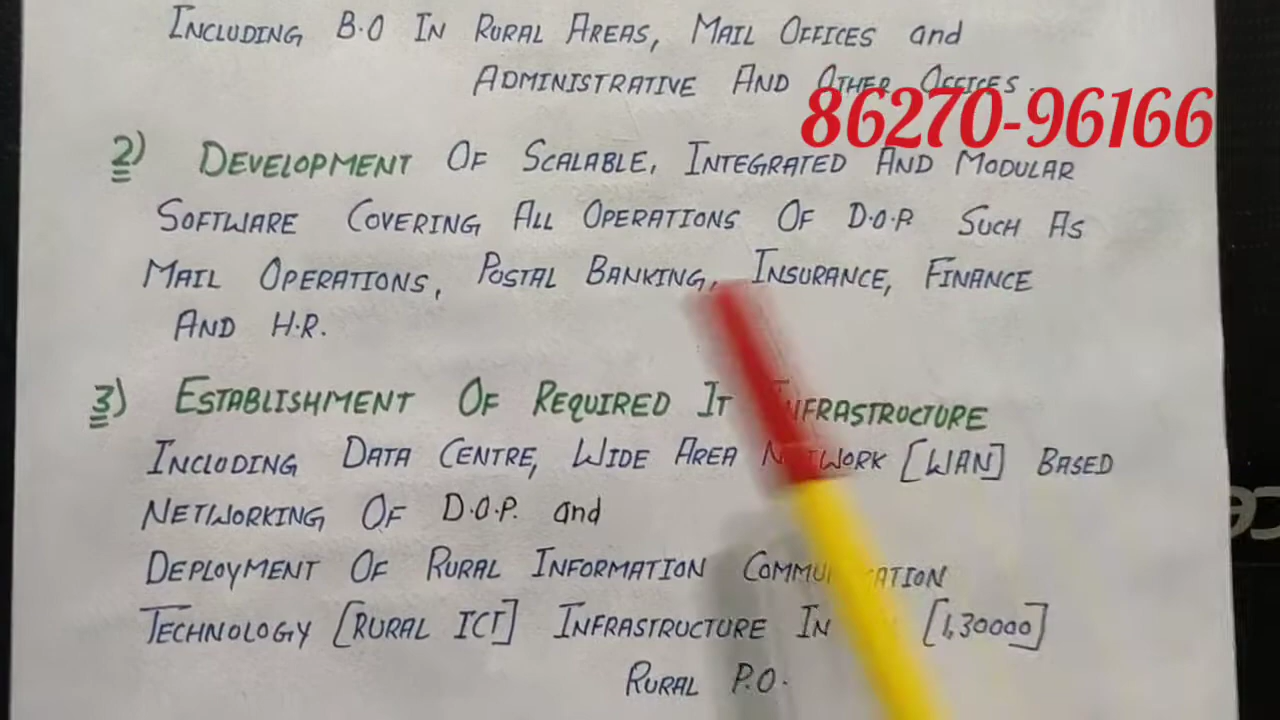 INCLUDING B.O IN RURAL AREAS, MAIL OFFICES and
ADMINISTRATIVE AND OTHER OFFICES.
86270-96166
2) DEVELOPMENT OF SCALABLE, INTEGRATED AND MODULAR
SOFTWARE COVERING ALL OPERATIONS OF D.O.P. SUCH AS
MAIL OPERATIONS, POSTAL BANKING, INSURANCE, FINANCE
AND H.R.
3) ESTABLISHMENT OF REQUIRED IT INFRASTRUCTURE
INCLUDING DATA CENTRE, WIDE AREA NETWORK [WAN] BASED
NETWORKING OF D.O.P. and
DEPLOYMENT OF RURAL INFORMATION COMMUNICATION
TECHNOLOGY [RURAL ICT] INFRASTRUCTURE IN [1,30000]
RURAL P.O.